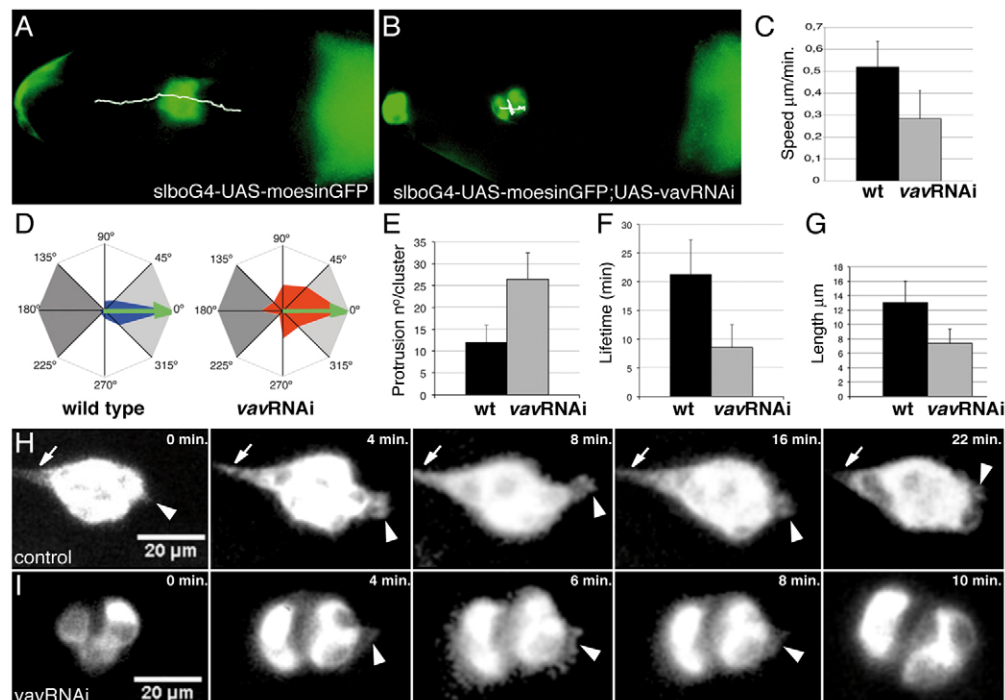 A
slboG4-UAS-moesinGFP
B
slboG4-UAS-moesinGFP;UAS-vavRNAi
C
Speed µm/min.
0,7
0,6
0,5
0,4
0,3
0,2
0,1
0
wt vavRNAi
D
90º
135º 45º
180º 0º
225º 315º
270º
wild type
90º
135º 45º
180º 0º
225º 315º
270º
vavRNAi
E
Protrusion nº/cluster
35
30
25
20
15
10
5
0
wt vavRNAi
F
Lifetime (min)
30
25
20
15
10
5
0
wt vavRNAi
G
Length µm
18
16
14
12
10
8
6
4
2
0
wt vavRNAi
H
0 min. 4 min. 8 min. 16 min. 22 min.
control
20 µm
I
0 min. 4 min. 6 min. 8 min. 10 min.
vavRNAi
20 µm